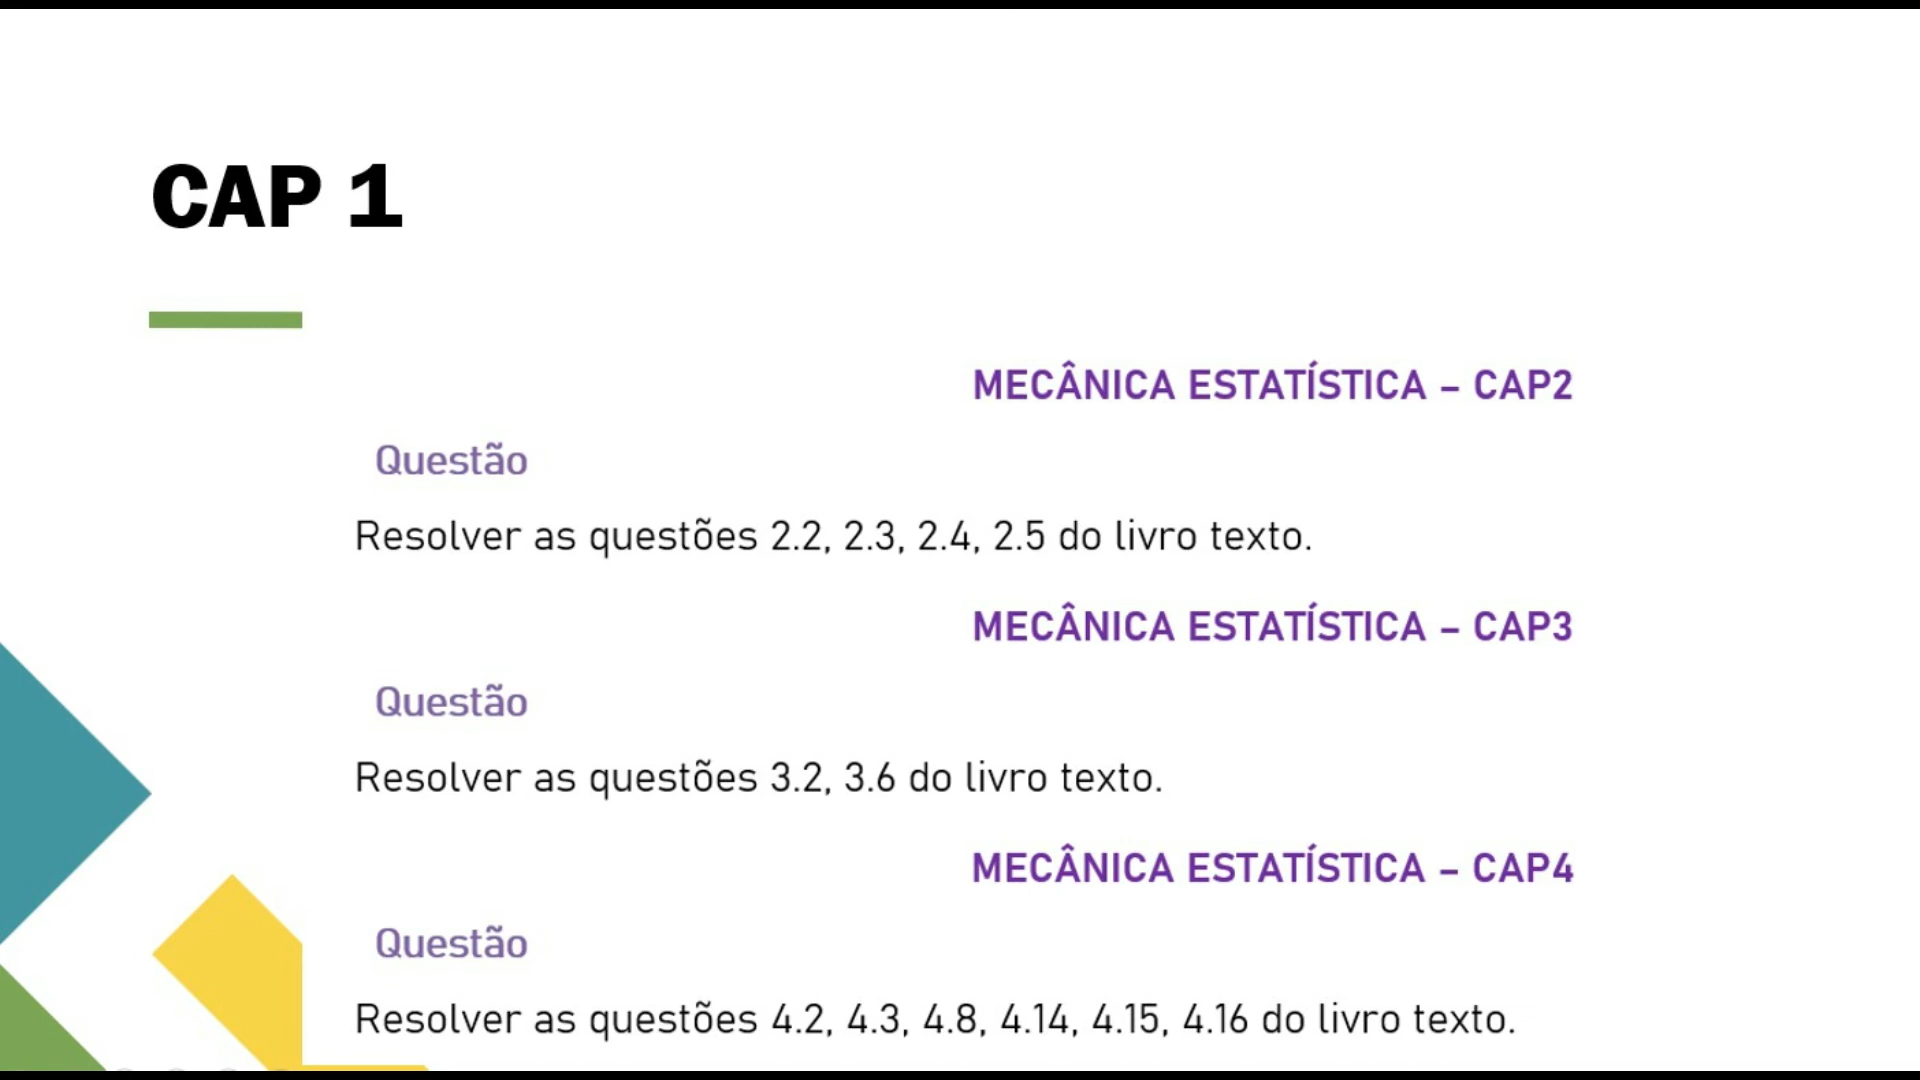 CAP 1
MECÂNICA ESTATÍSTICA – CAP2
Questão
Resolver as questões 2.2, 2.3, 2.4, 2.5 do livro texto.
MECÂNICA ESTATÍSTICA – CAP3
Questão
Resolver as questões 3.2, 3.6 do livro texto.
MECÂNICA ESTATÍSTICA – CAP4
Questão
Resolver as questões 4.2, 4.3, 4.8, 4.14, 4.15, 4.16 do livro texto.